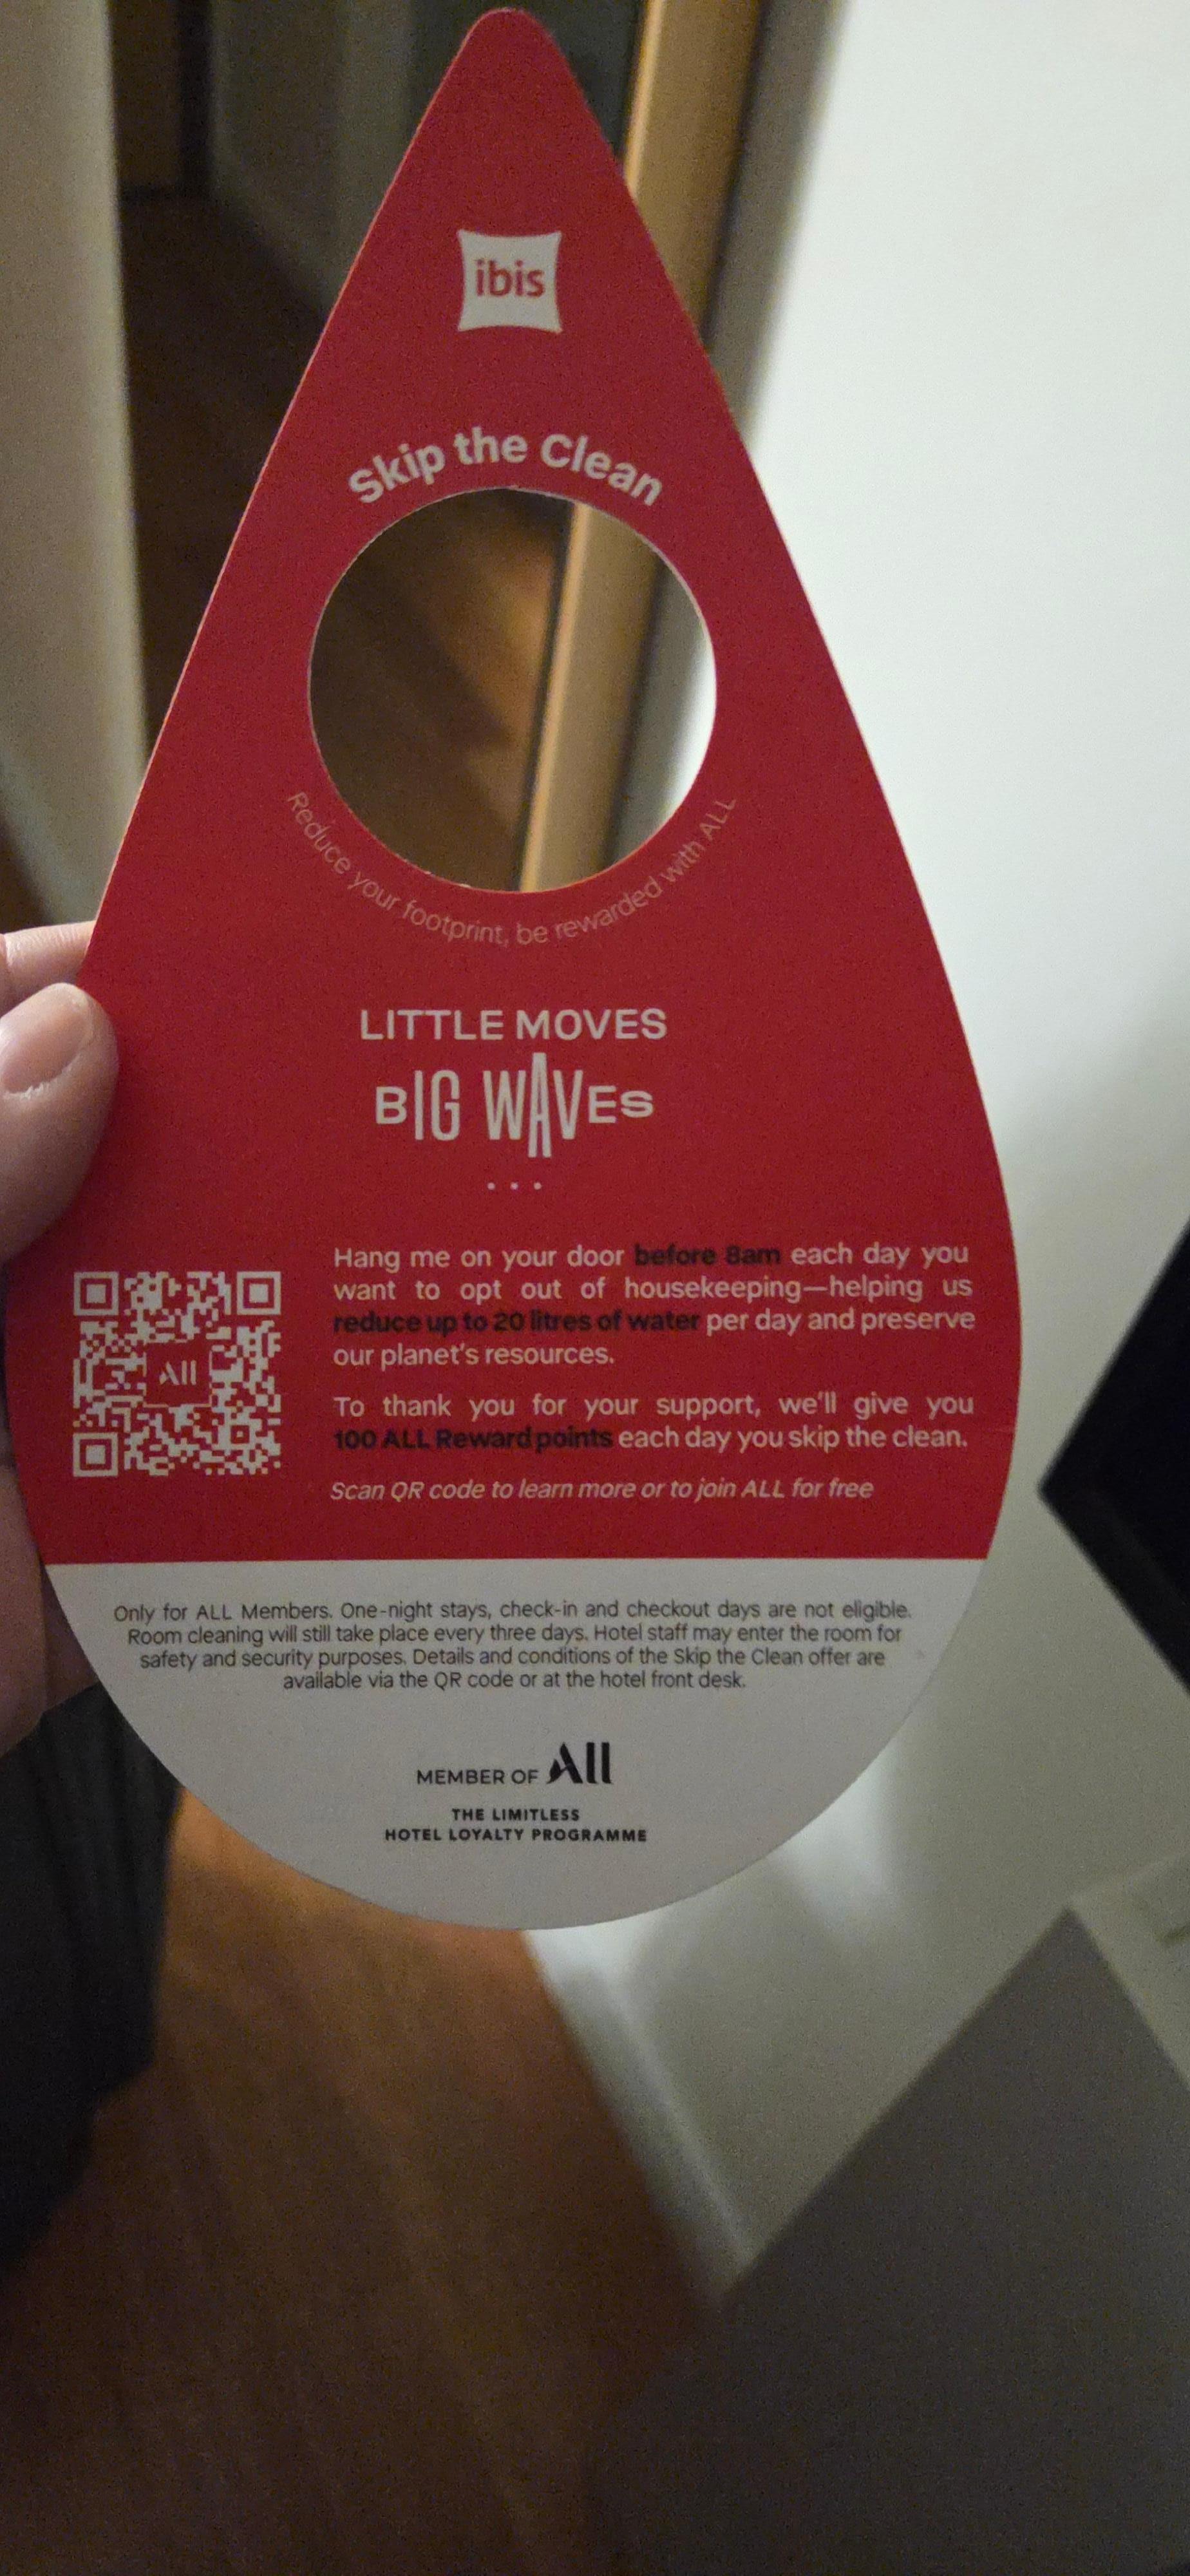 ibis
Skip the Clean
Reduce your footprint, be rewarded with ALL
LITTLE MOVES
BIG WAVES
...
Hang me on your door before 8am each day you
want to opt out of housekeeping—helping us
reduce up to 20 litres of water per day and preserve
our planet's resources.
To thank you for your support, we'll give you
100 ALL Reward points each day you skip the clean.
Scan QR code to learn more or to join ALL for free
All
Only for ALL Members. One-night stays, check-in and checkout days are not eligible.
Room cleaning will still take place every three days. Hotel staff may enter the room for
safety and security purposes. Details and conditions of the Skip the Clean offer are
available via the QR code or at the hotel front desk.
MEMBER OF All
THE LIMITLESS
HOTEL LOYALTY PROGRAMME